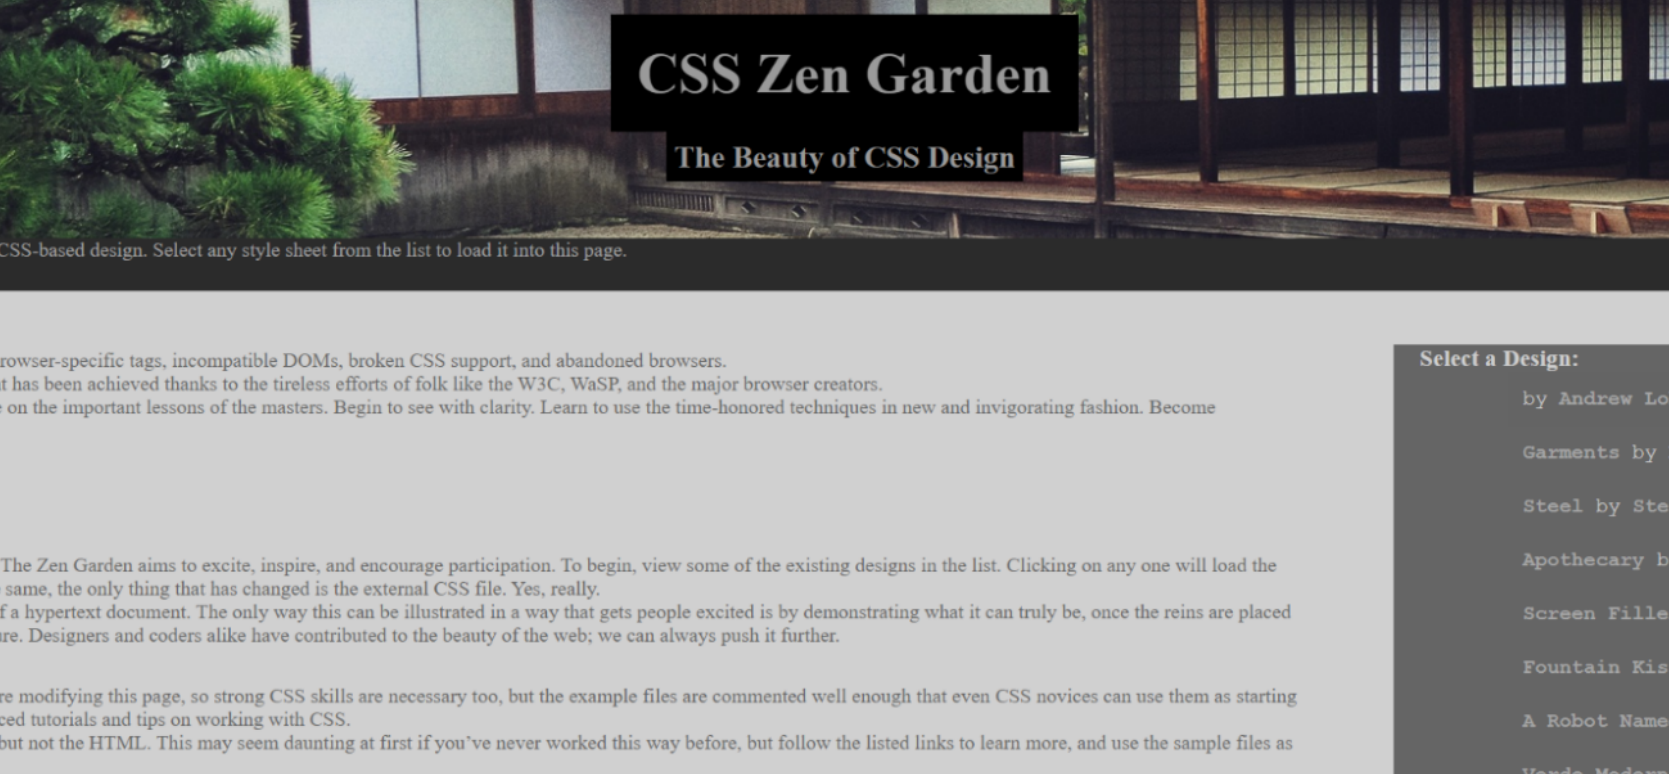 CSS Zen Garden
The Beauty of CSS Design
CSS-based design. Select any style sheet from the list to load it into this page.
rowser-specific tags, incompatible DOMs, broken CSS support, and abandoned browsers.
t has been achieved thanks to the tireless efforts of folk like the W3C, WaSP, and the major browser creators.
on the important lessons of the masters. Begin to see with clarity. Learn to use the time-honored techniques in new and invigorating fashion. Become
The Zen Garden aims to excite, inspire, and encourage participation. To begin, view some of the existing designs in the list. Clicking on any one will load the
same, the only thing that has changed is the external CSS file. Yes, really.
f a hypertext document. The only way this can be illustrated in a way that gets people excited is by demonstrating what it can truly be, once the reins are placed
ure. Designers and coders alike have contributed to the beauty of the web; we can always push it further.
re modifying this page, so strong CSS skills are necessary too, but the example files are commented well enough that even CSS novices can use them as starting
ced tutorials and tips on working with CSS.
but not the HTML. This may seem daunting at first if you’ve never worked this way before, but follow the listed links to learn more, and use the sample files as
Select a Design:
by Andrew Lo
Garments by
Steel by Ste
Apothecary b
Screen Fille
Fountain Kis
A Robot Name